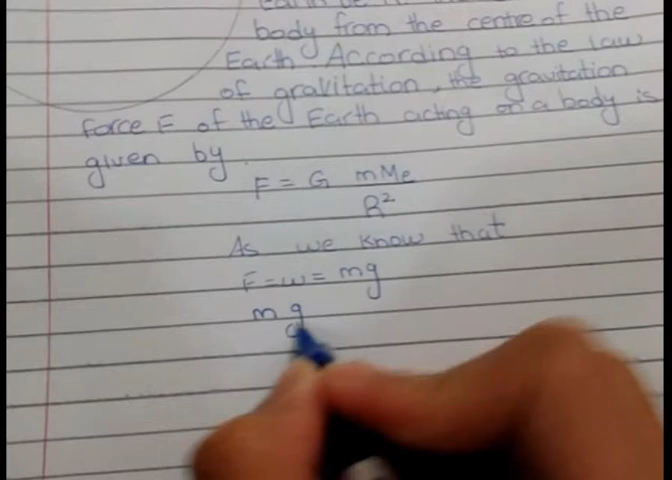 body from the centre of the
Earth According to the law
of gravitation, the gravitation
force F of the Earth acting on a body is
given by
F = G mMe
R²
As we know that
F = w = mg
mg